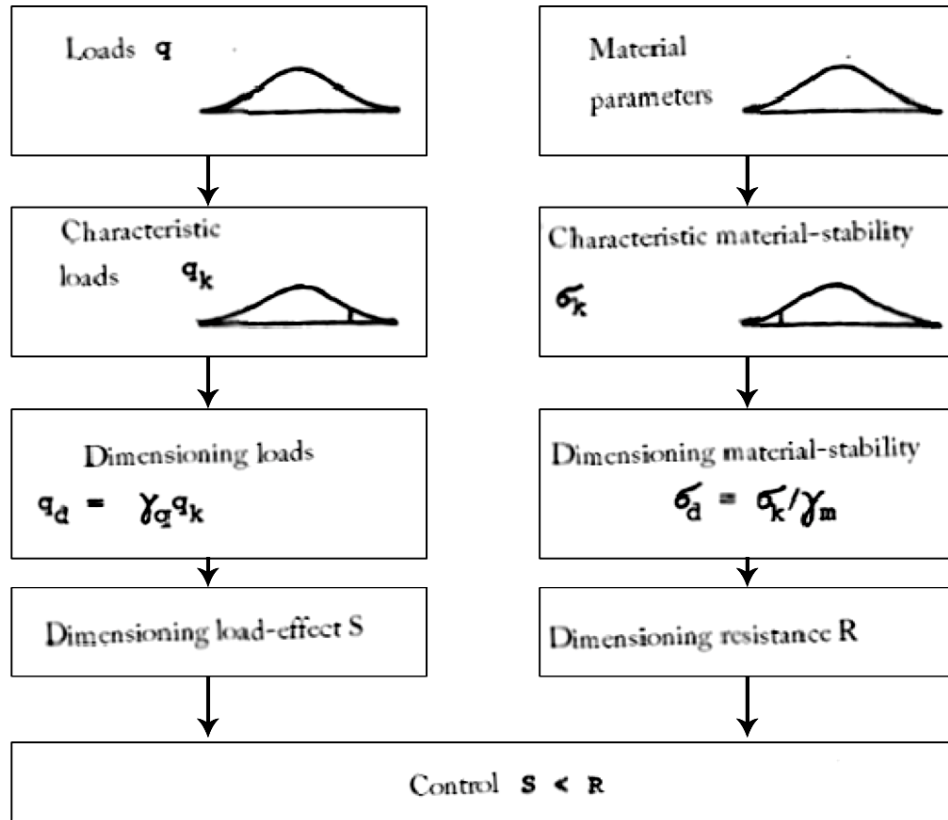 Loads q
Material
parameters
Characteristic
loads q_k
Characteristic material-stability
σ_k
Dimensioning loads
q_d = γ_q q_k
Dimensioning material-stability
σ_d = σ_k/γ_m
Dimensioning load-effect S
Dimensioning resistance R
Control S < R